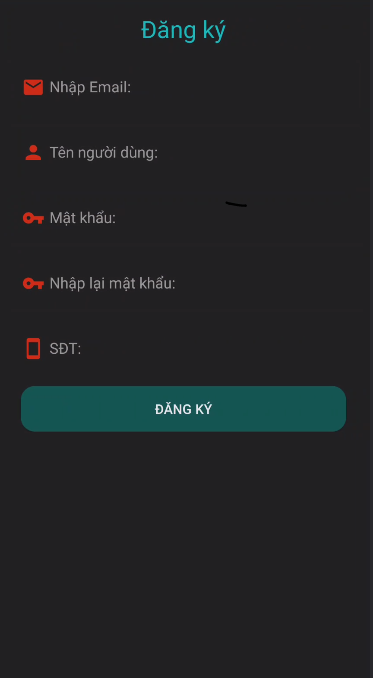 Đăng ký
Nhập Email:
Tên người dùng:
Mật khẩu:
Nhập lại mật khẩu:
SĐT:
ĐĂNG KÝ